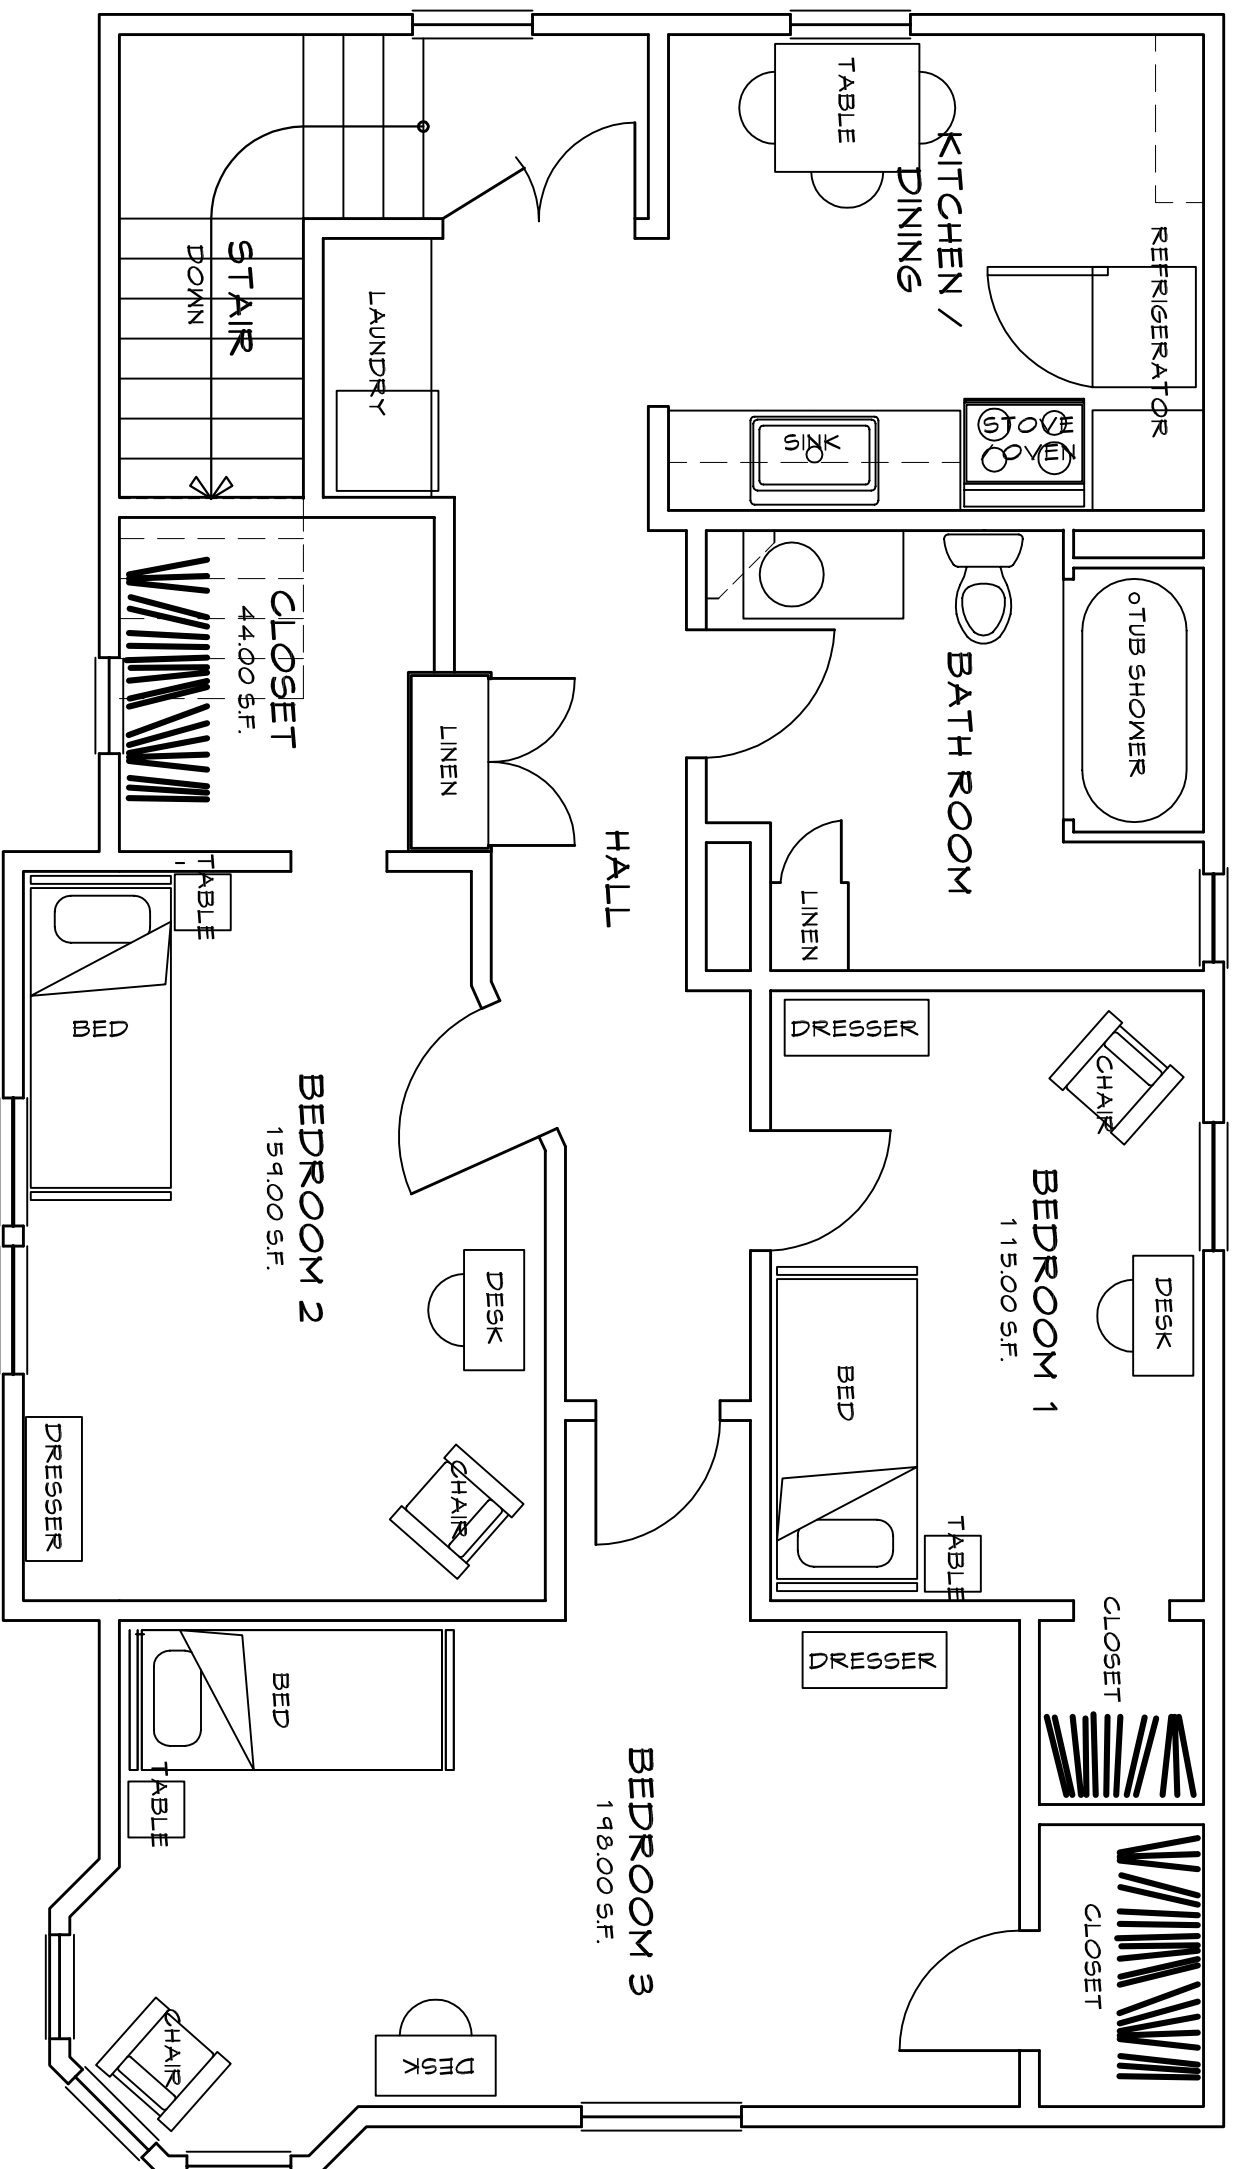 TABLE
KITCHEN /
DINING
REFRIGERATOR
STAIR
DOWN
LAUNDRY
SINK
STOVE
/ OVEN
CLOSET
44.00 S.F.
LINEN
HALL
BATH ROOM
TUB SHOWER
LINEN
TABLE
BED
BEDROOM 2
159.00 S.F.
DESK
CHAIR
DRESSER
DRESSER
CHAIR
BEDROOM 1
115.00 S.F.
DESK
BED
TABLE
CLOSET
DRESSER
BED
TABLE
BEDROOM 3
198.00 S.F.
CLOSET
CHAIR
DESK